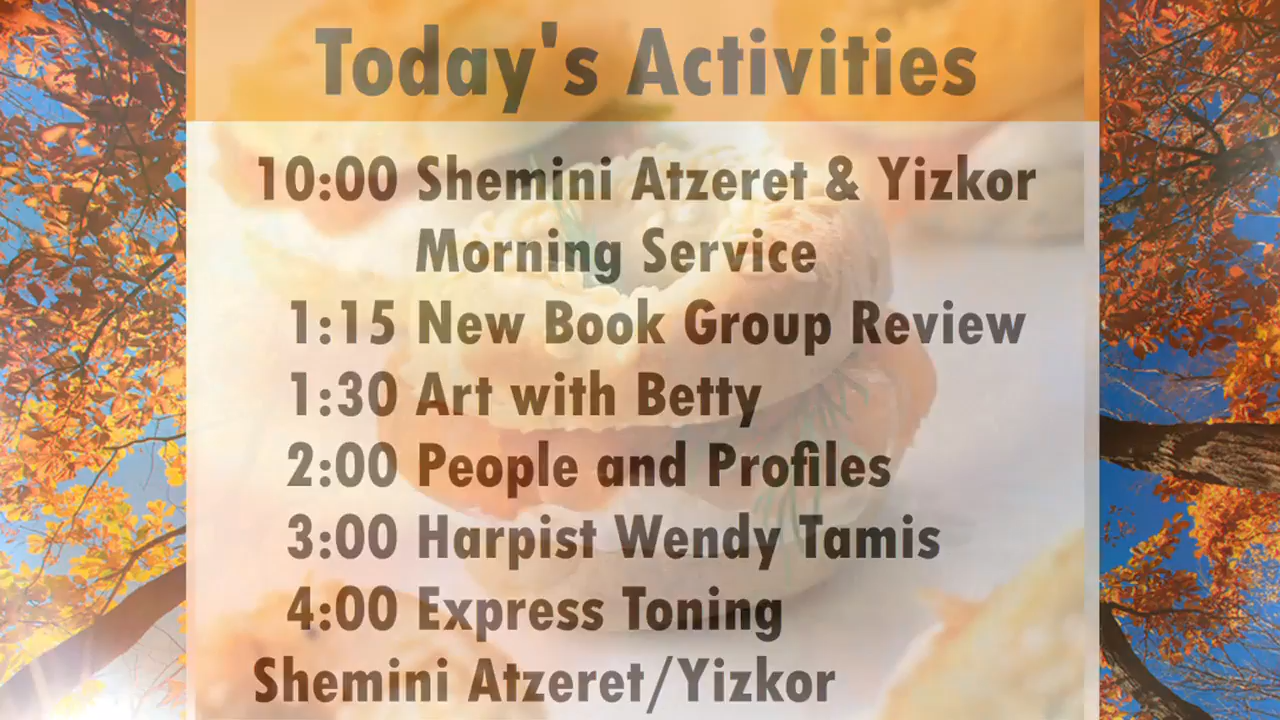 Today's Activities
10:00 Shemini Atzeret & Yizkor
Morning Service
1:15 New Book Group Review
1:30 Art with Betty
2:00 People and Profiles
3:00 Harpist Wendy Tamis
4:00 Express Toning
Shemini Atzeret/Yizkor